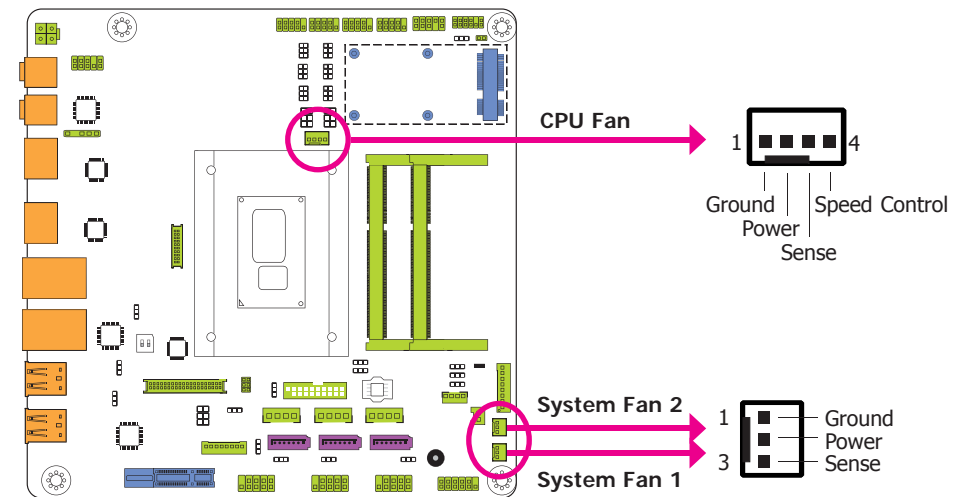 CPU Fan
1
4
Ground
Speed Control
Power
Sense
System Fan 2
1
Ground
Power
3
Sense
System Fan 1